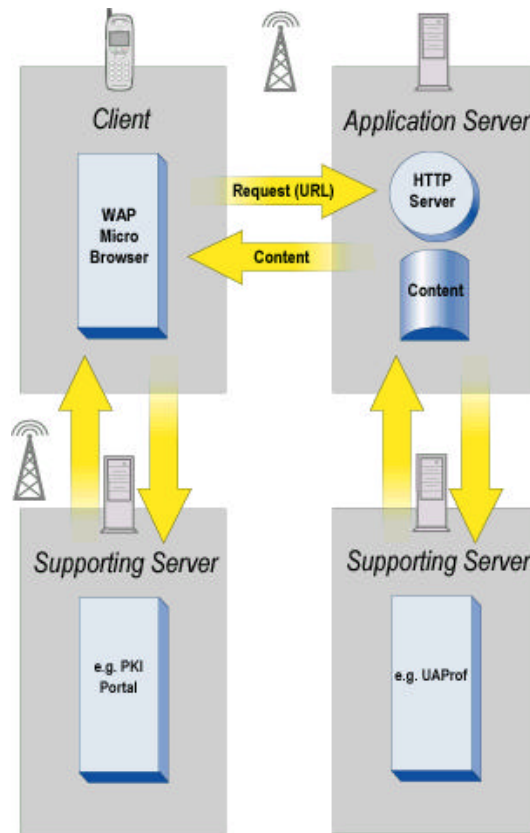 Client
Application Server
WAP
Micro
Browser
Request (URL)
HTTP
Server
Content
Content
Supporting Server
Supporting Server
e.g. PKI
Portal
e.g. UAProf